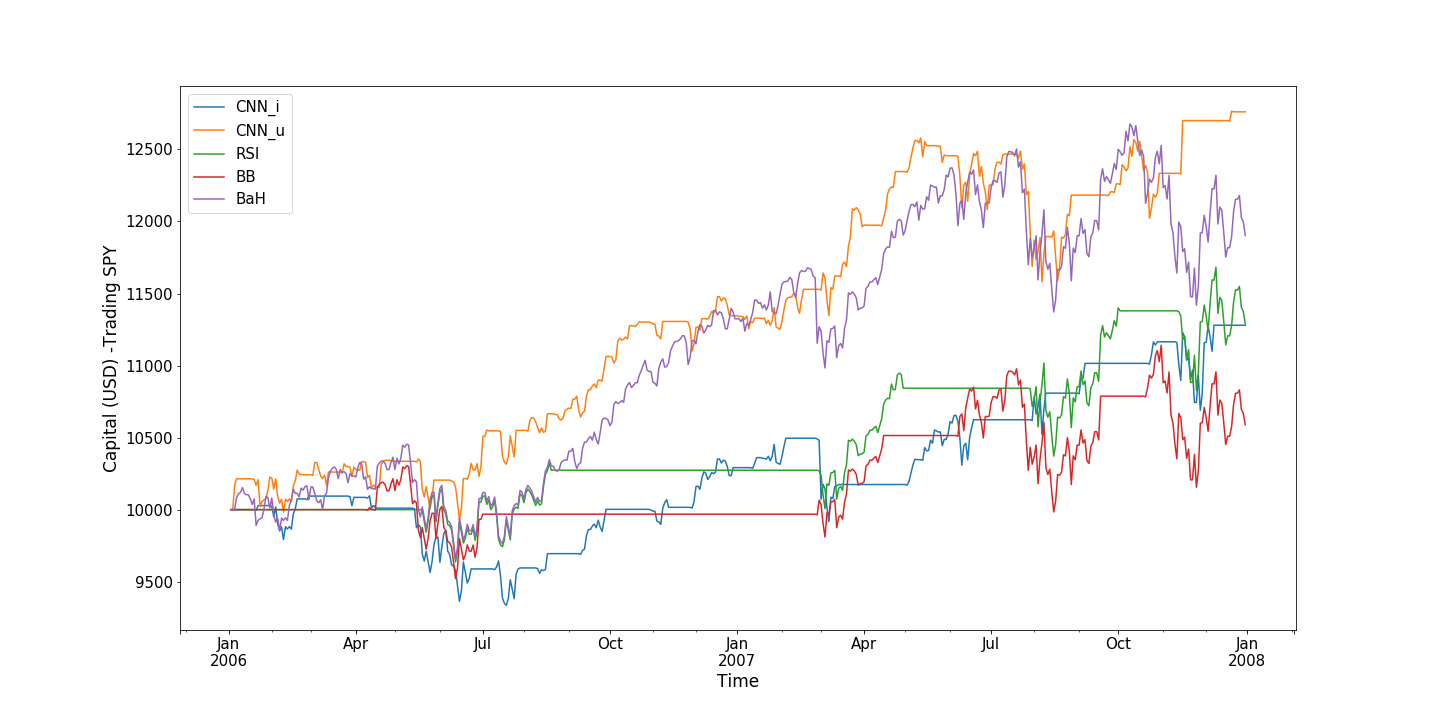 CNN_i
CNN_u
RSI
BB
BaH
Capital (USD) -Trading SPY
12500
12000
11500
11000
10500
10000
9500
Jan Apr Jul Oct Jan Apr Jul Oct Jan
2006 2007 2008
Time